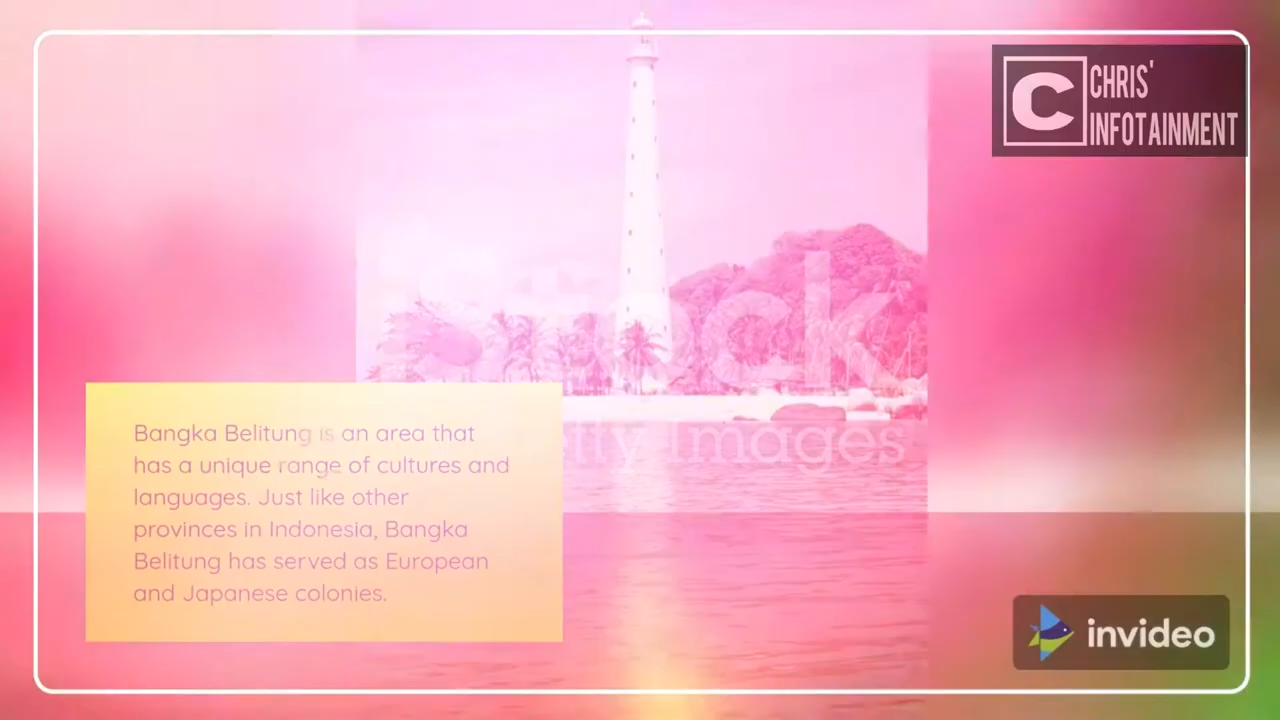 C
CHRIS'
INFOTAINMENT
Bangka Belitung is an area that
has a unique range of cultures and
languages. Just like other
provinces in Indonesia, Bangka
Belitung has served as European
and Japanese colonies.
Images
invideo